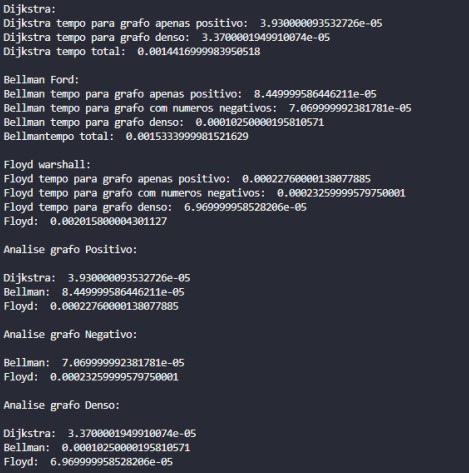 Dijkstra:
Dijkstra tempo para grafo apenas positivo:  3.930000093532726e-05
Dijkstra tempo para grafo denso:  3.3700001949910074e-05
Dijkstra tempo total:  0.0014416999983950518
Bellman Ford:
Bellman tempo para grafo apenas positivo:  8.449999586446211e-05
Bellman tempo para grafo com numeros negativos:  7.069999992381781e-05
Bellman tempo para grafo denso:  0.00010250000195810571
Bellmantempo total:  0.0015333999981521629
Floyd warshall:
Floyd tempo para grafo apenas positivo:  0.00022760000138077885
Floyd tempo para grafo com numeros negativos:  0.00023259999579750001
Floyd tempo para grafo denso:  6.969999958528206e-05
Floyd:  0.002015800004301127
Analise grafo Positivo:
Dijkstra:  3.930000093532726e-05
Bellman:  8.449999586446211e-05
Floyd:  0.00022760000138077885
Analise grafo Negativo:
Bellman:  7.069999992381781e-05
Floyd:  0.00023259999579750001
Analise grafo Denso:
Dijkstra:  3.3700001949910074e-05
Bellman:  0.00010250000195810571
Floyd:  6.969999958528206e-05